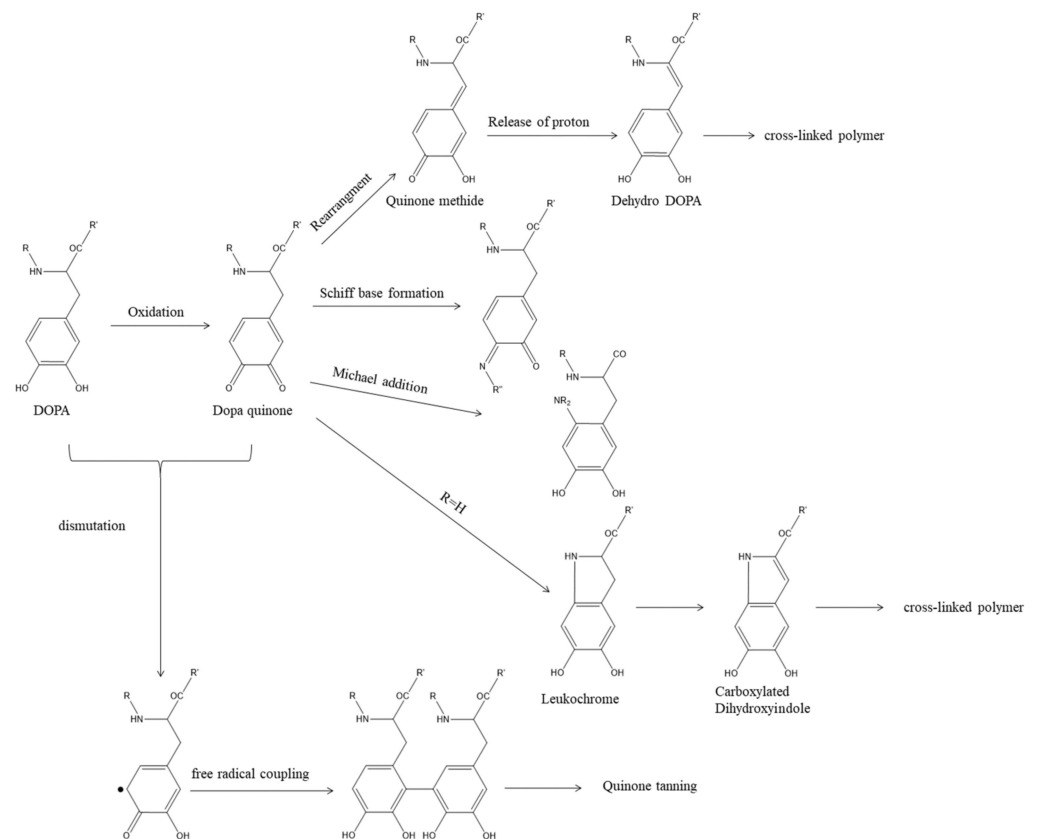 R'
R
OC
HN
O
OH
Quinone methide
Release of proton
R'
R
OC
HN
HO
OH
Dehydro DOPA
cross-linked polymer
Rearrangment
R'
R
OC
HN
HO
OH
DOPA
Oxidation
R'
R
OC
HN
O
O
Dopa quinone
Schiff base formation
R'
R
OC
HN
N
O
R''
Michael addition
R
CO
HN
NR2
HO
OH
R=H
R'
OC
HN
HO
OH
Leukochrome
R'
OC
HN
HO
OH
Carboxylated
Dihydroxyindole
cross-linked polymer
dismutation
R'
R
OC
HN
O
OH
free radical coupling
R'
R
OC
HN
HO
OH
R'
R
OC
HN
HO
OH
Quinone tanning